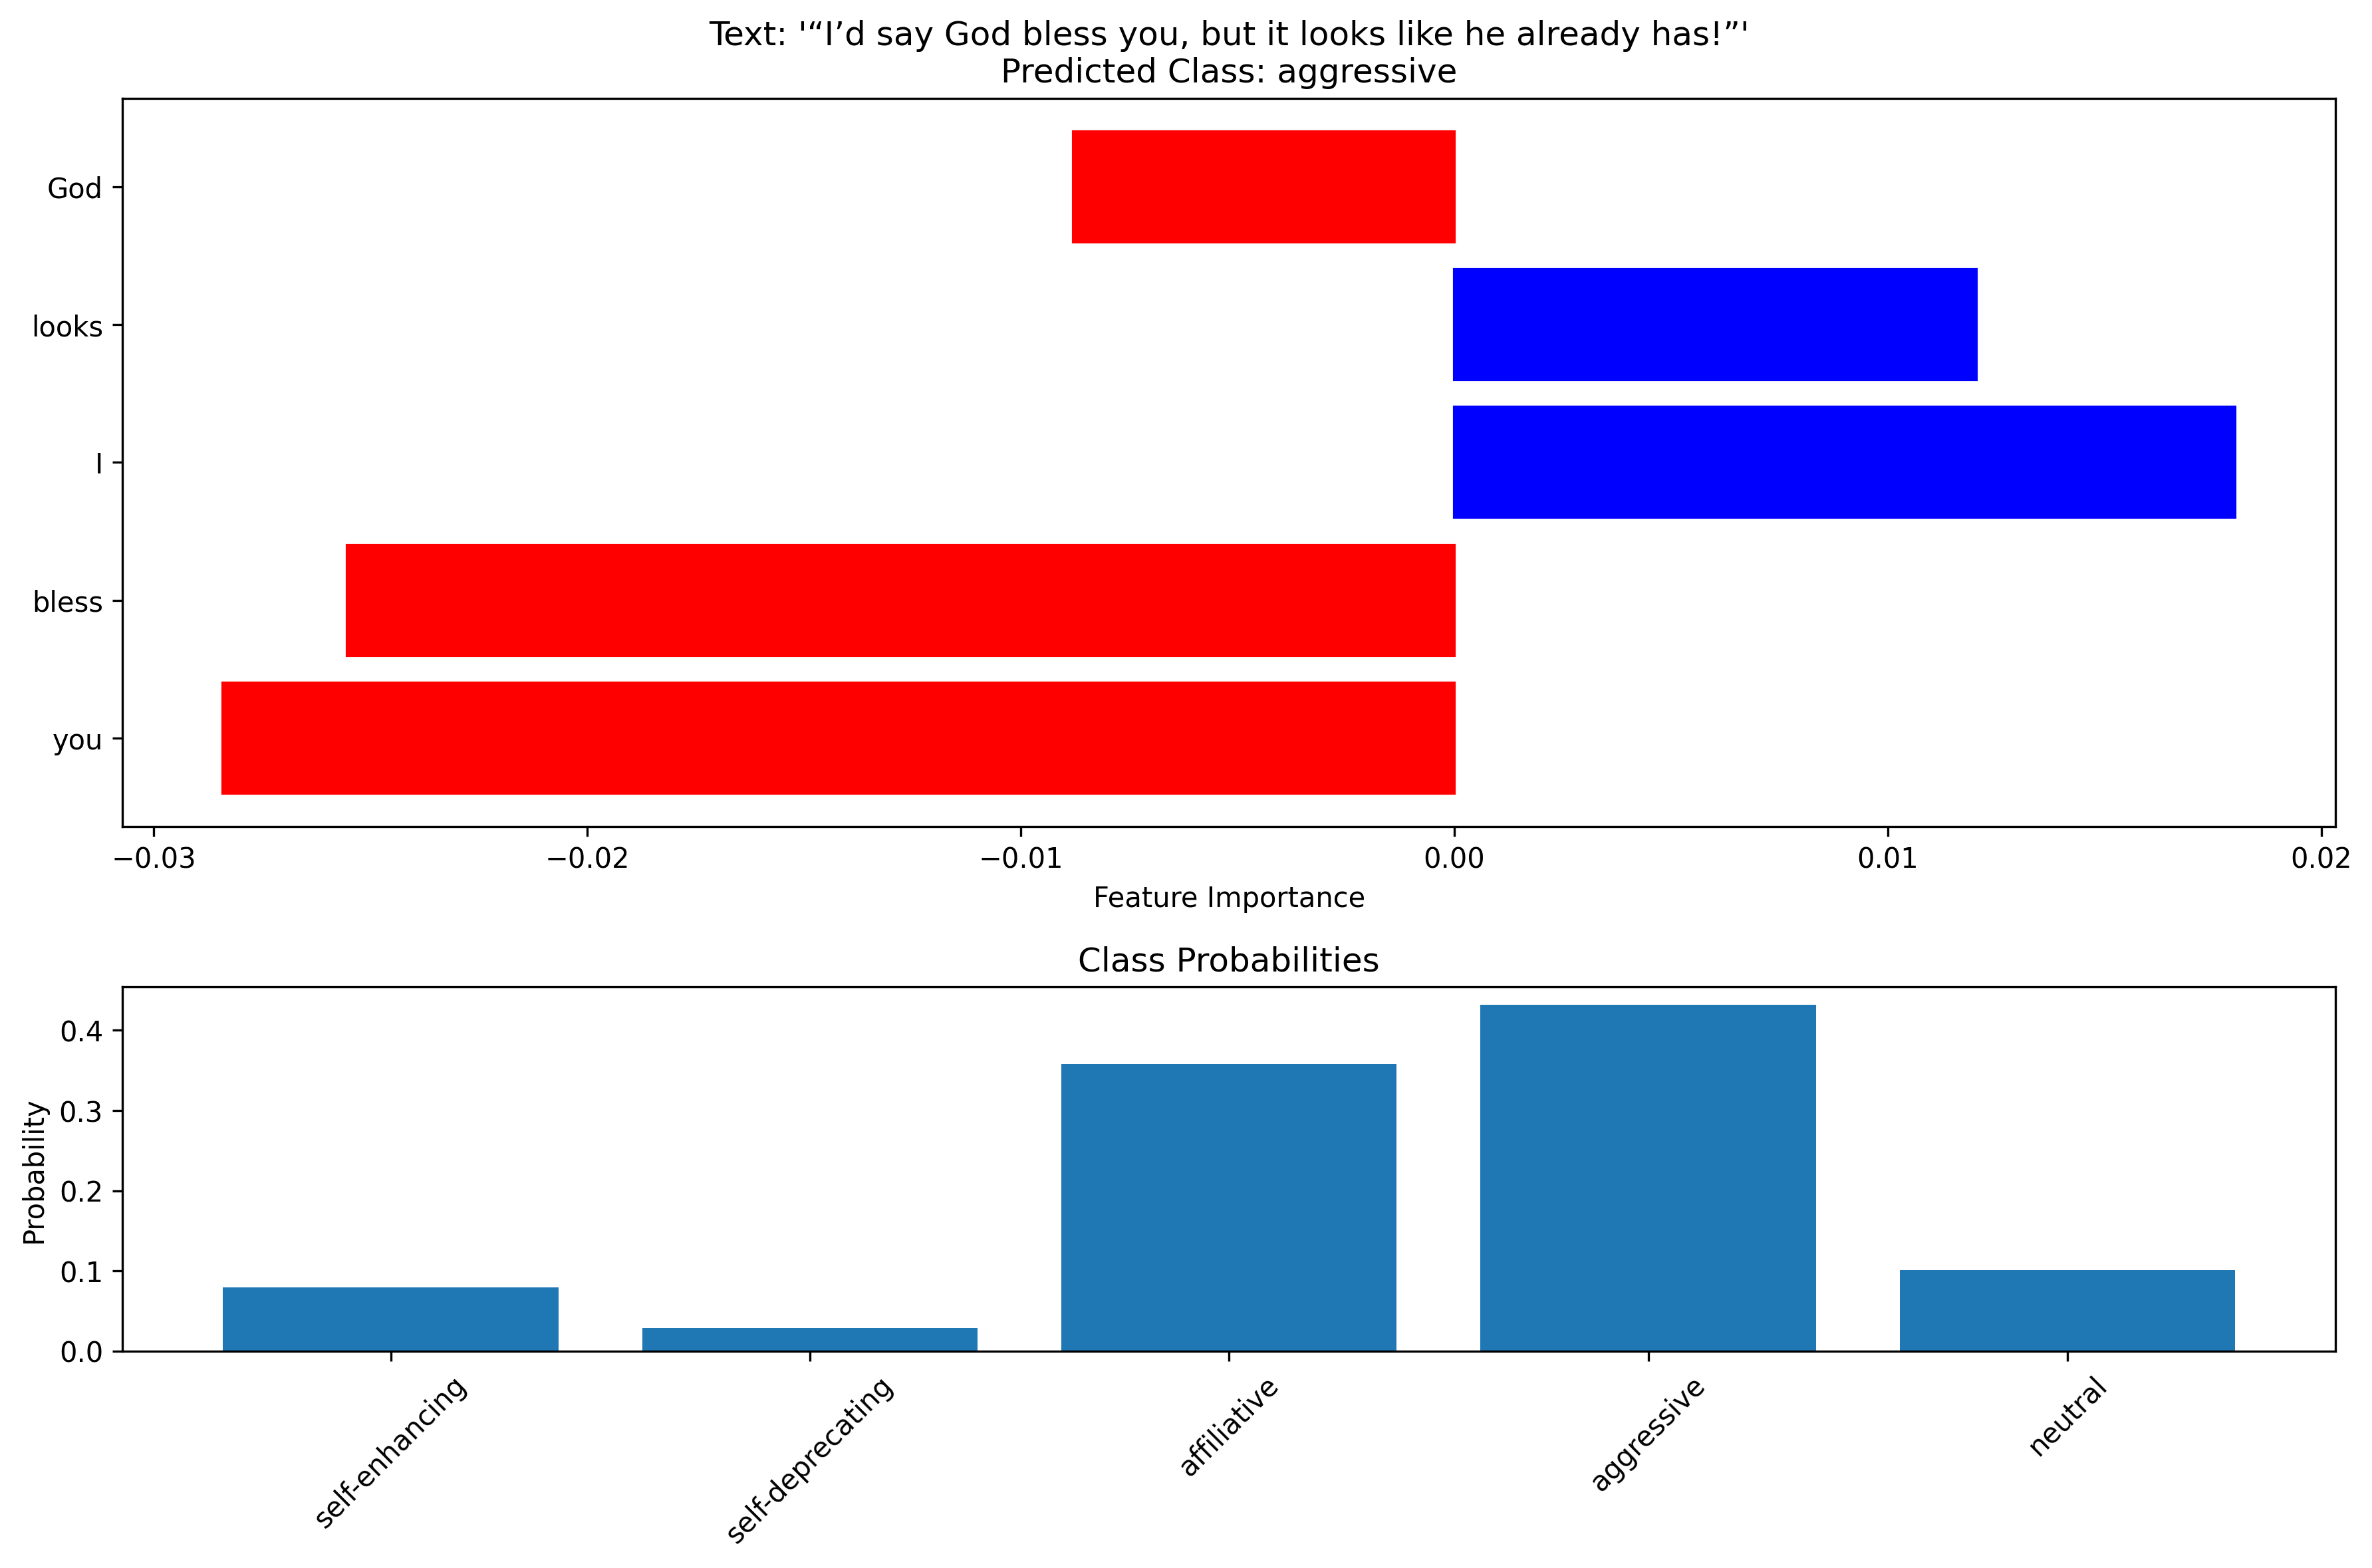 Text: '“I’d say God bless you, but it looks like he already has!”'
Predicted Class: aggressive
God
looks
I
bless
you
−0.03 −0.02 −0.01 0.00 0.01 0.02
Feature Importance
Class Probabilities
Probability
0.4
0.3
0.2
0.1
0.0
self-enhancing self-deprecating affiliative aggressive neutral